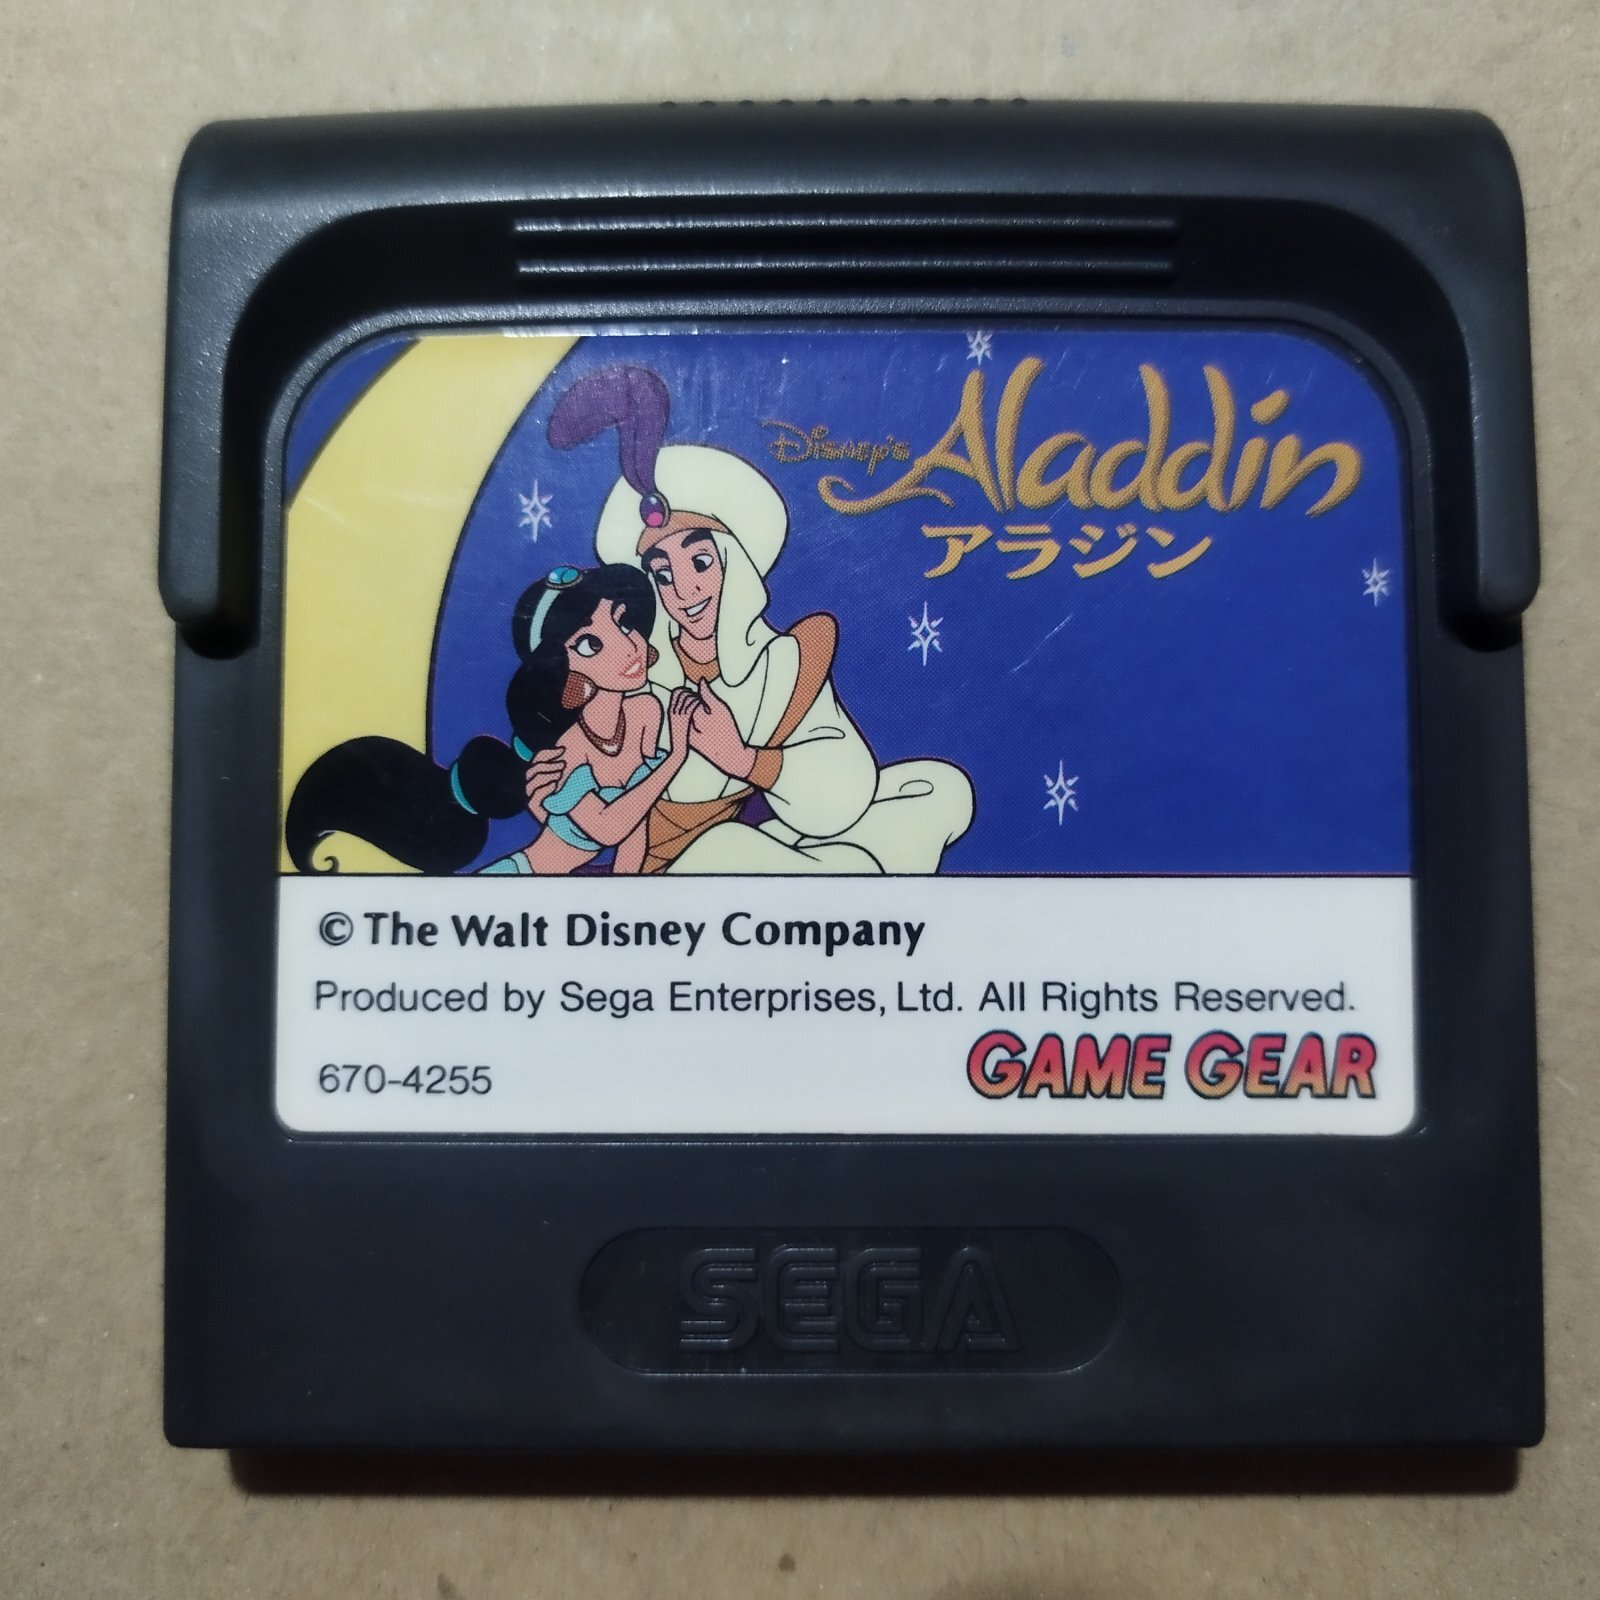 Disney's Aladdin
アラジン
© The Walt Disney Company
Produced by Sega Enterprises, Ltd. All Rights Reserved.
GAME GEAR
670-4255
SEGA